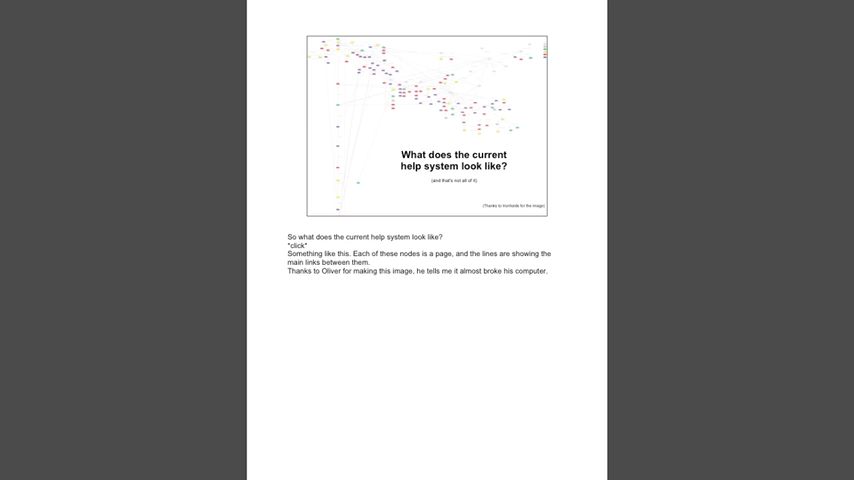 What does the current
help system look like?
(and that's not all of it)
(Thanks to Ironholds for the image)
So what does the current help system look like?
*click*
Something like this. Each of these nodes is a page, and the lines are showing the
main links between them.
Thanks to Oliver for making this image, he tells me it almost broke his computer.